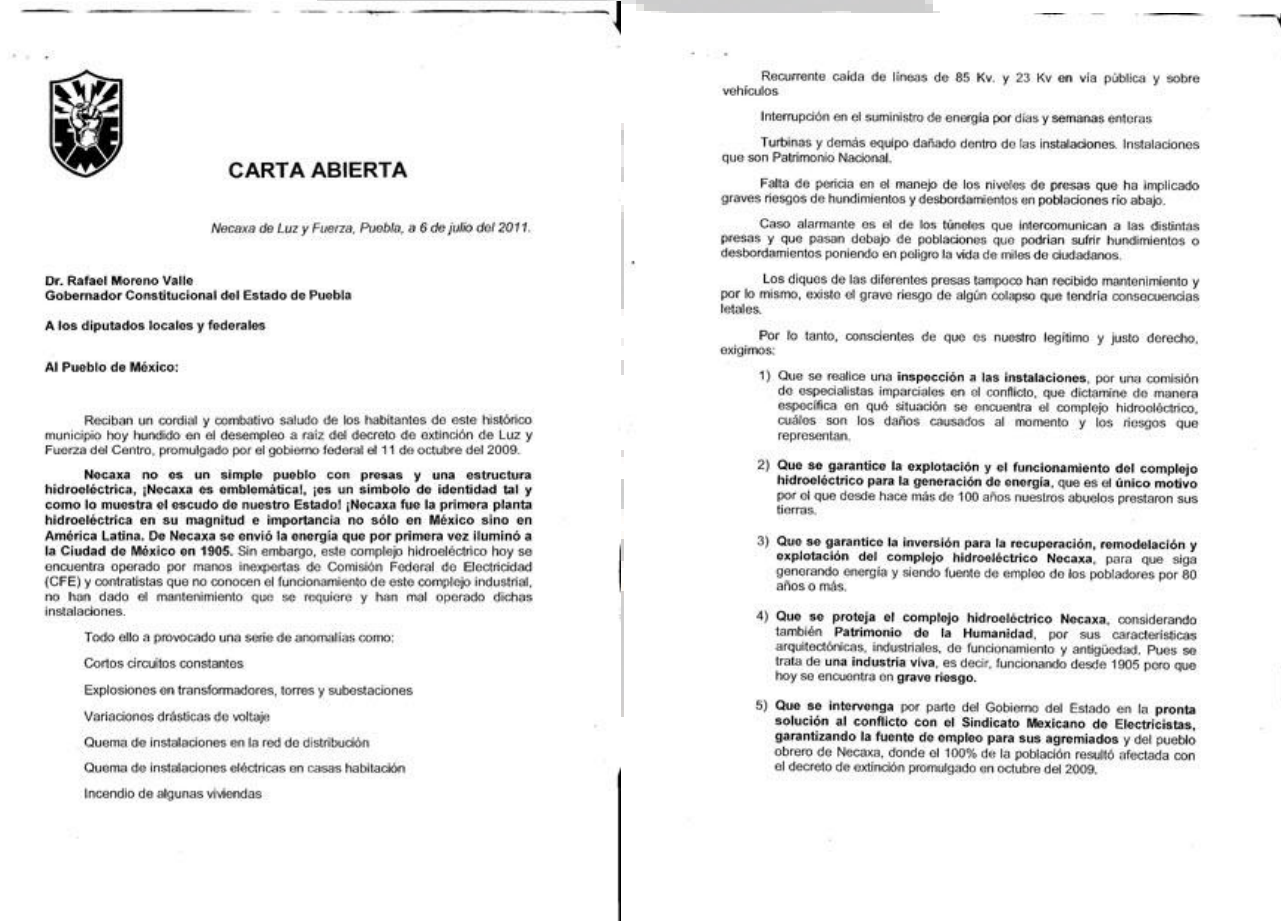 CARTA ABIERTA
Necaxa de Luz y Fuerza, Puebla, a 6 de julio del 2011.
Dr. Rafael Moreno Valle
Gobernador Constitucional del Estado de Puebla
A los diputados locales y federales
Al Pueblo de México:
Reciban un cordial y combativo saludo de los habitantes de este histórico
municipio hoy hundido en el desempleo a raíz del decreto de extinción de Luz y
Fuerza del Centro, promulgado por el gobierno federal el 11 de octubre del 2009.
Necaxa no es un simple pueblo con presas y una estructura
hidroeléctrica, ¡Necaxa es emblemática!, ¡es un símbolo de identidad tal y
como lo muestra el escudo de nuestro Estado! ¡Necaxa fue la primera planta
hidroeléctrica en su magnitud e importancia no sólo en México sino en
América Latina. De Necaxa se envió la energía que por primera vez iluminó a
la Ciudad de México en 1905. Sin embargo, este complejo hidroeléctrico hoy se
encuentra operado por manos inexpertas de Comisión Federal de Electricidad
(CFE) y contratistas que no conocen el funcionamiento de este complejo industrial,
no han dado el mantenimiento que se requiere y han mal operado dichas
instalaciones.
Todo ello a provocado una serie de anomalías como:
Cortos circuitos constantes
Explosiones en transformadores, torres y subestaciones
Variaciones drásticas de voltaje
Quema de instalaciones en la red de distribución
Quema de instalaciones eléctricas en casas habitación
Incendio de algunas viviendas
Recurrente caída de líneas de 85 Kv. y 23 Kv en vía pública y sobre
vehículos
Interrupción en el suministro de energía por días y semanas enteras
Turbinas y demás equipo dañado dentro de las instalaciones. Instalaciones
que son Patrimonio Nacional.
Falta de pericia en el manejo de los niveles de presas que ha implicado
graves riesgos de hundimientos y desbordamientos en poblaciones río abajo.
Caso alarmante es el de los túneles que intercomunican a las distintas
presas y que pasan debajo de poblaciones que podrían sufrir hundimientos o
desbordamientos poniendo en peligro la vida de miles de ciudadanos.
Los diques de las diferentes presas tampoco han recibido mantenimiento y
por lo mismo, existe el grave riesgo de algún colapso que tendría consecuencias
letales.
Por lo tanto, conscientes de que es nuestro legítimo y justo derecho,
exigimos:
1) Que se realice una inspección a las instalaciones, por una comisión
de especialistas imparciales en el conflicto, que dictamine de manera
específica en qué situación se encuentra el complejo hidroeléctrico,
cuáles son los daños causados al momento y los riesgos que
representan.
2) Que se garantice la explotación y el funcionamiento del complejo
hidroeléctrico para la generación de energía, que es el único motivo
por el que desde hace más de 100 años nuestros abuelos prestaron sus
tierras.
3) Que se garantice la inversión para la recuperación, remodelación y
explotación del complejo hidroeléctrico Necaxa, para que siga
generando energía y siendo fuente de empleo de los pobladores por 80
años o más.
4) Que se proteja el complejo hidroeléctrico Necaxa, considerando
también Patrimonio de la Humanidad, por sus características
arquitectónicas, industriales, de funcionamiento y antigüedad. Pues se
trata de una industria viva, es decir, funcionando desde 1905 pero que
hoy se encuentra en grave riesgo.
5) Que se intervenga por parte del Gobierno del Estado en la pronta
solución al conflicto con el Sindicato Mexicano de Electricistas,
garantizando la fuente de empleo para sus agremiados y del pueblo
obrero de Necaxa, donde el 100% de la población resultó afectada con
el decreto de extinción promulgado en octubre del 2009.